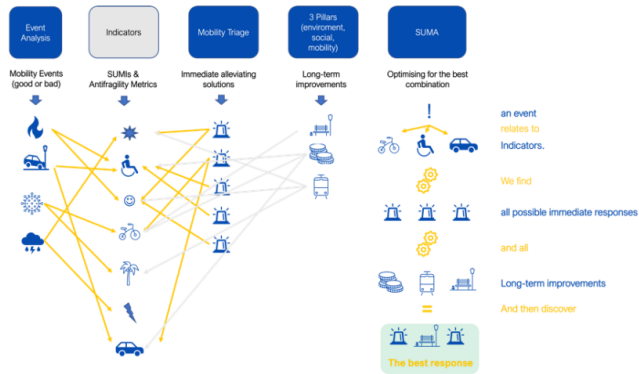 Event
Analysis
Indicators
Mobility Triage
3 Pillars
(enviroment,
social,
mobility)
SUMA
Mobility Events
(good or bad)
SUMIs &
Antifragility Metrics
Immediate alleviating
solutions
Long-term
improvements
Optimising for the best
combination
!
an event
relates to
Indicators.
We find
all possible immediate responses
and all
Long-term improvements
=
And then discover
The best response